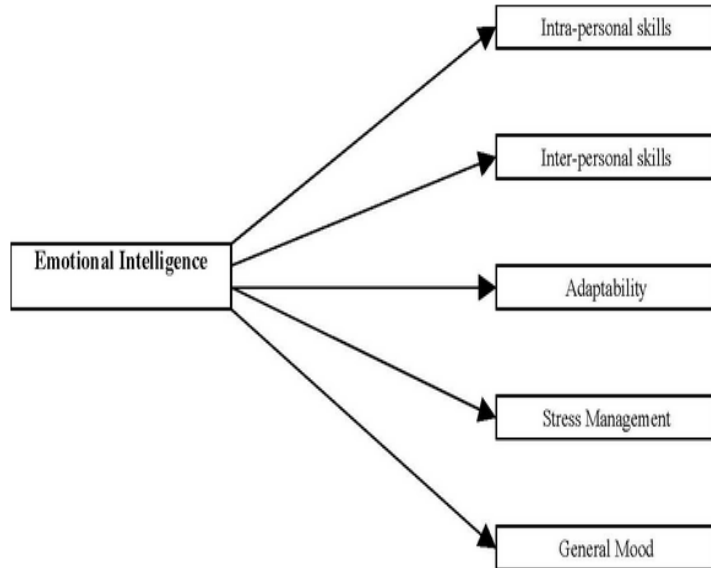 Intra-personal skills
Inter-personal skills
Emotional Intelligence
Adaptability
Stress Management
General Mood